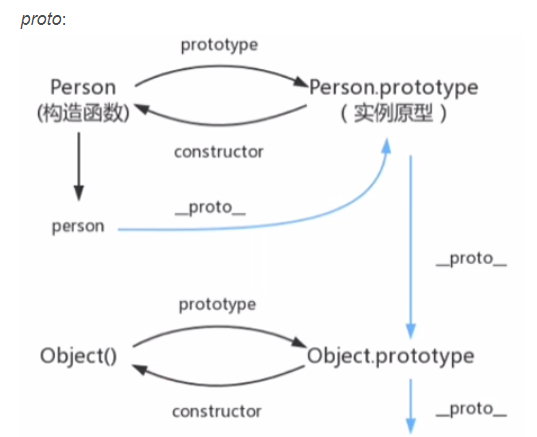 proto:
prototype
Person
(构造函数)
Person.prototype
（实例原型）
constructor
__proto__
person
__proto__
prototype
Object()
Object.prototype
constructor
__proto__